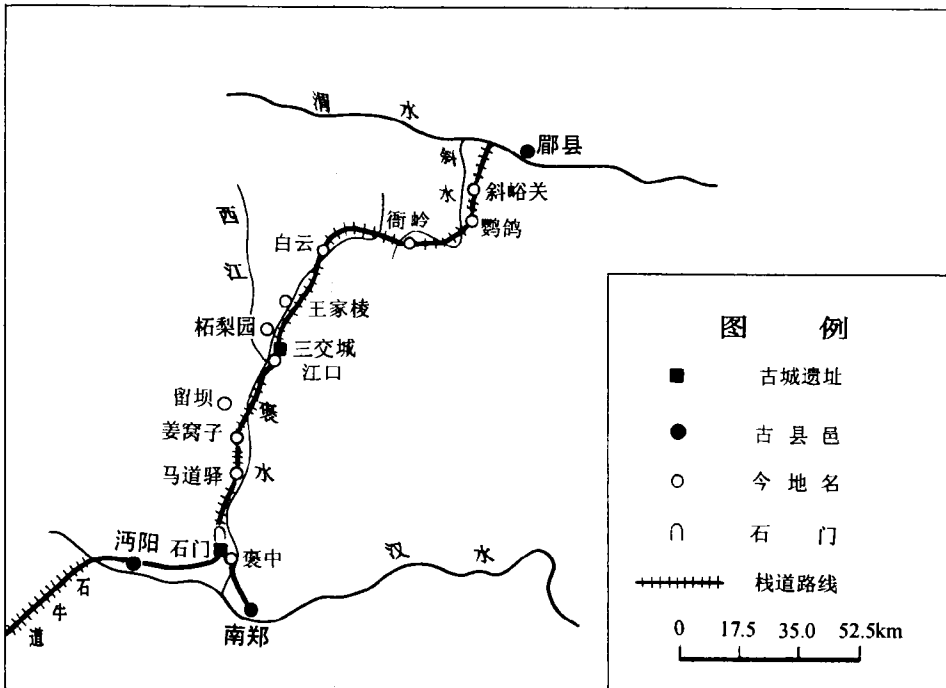 渭水
郿县
斜水
斜峪关
鹦鸽
衙岭
白云
西江
王家棱
柘梨园
三交城
江口
留坝
褒水
姜窝子
马道驿
沔阳
石门
褒中
汉水
石牛道
南郑
图例
古城遗址
古县邑
今地名
石门
栈道路线
0 17.5 35.0 52.5km